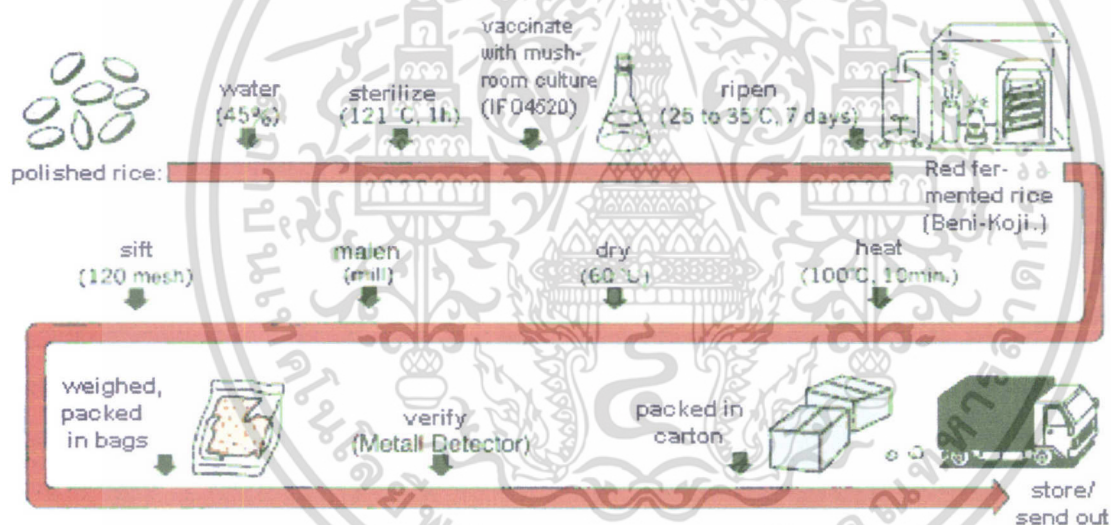 polished rice:
water
(45%)
sterilize
(121°C, 1h)
vaccinate
with mush-
room culture
(IFO4520)
ripen
(25 to 35°C, 7 days)
Red fer-
mented rice
(Beni-Koji.)
heat
(100°C, 10min.)
dry
(60°C)
malen
(mill)
sift
(120 mesh)
weighed,
packed
in bags
verify
(Metall Detector)
packed in
carton
store/
send out